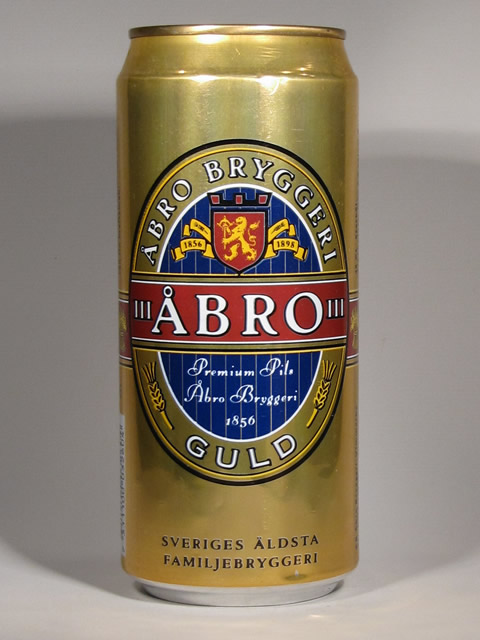 ÅBRO BRYGGERI
1856 1898
ÅBRO
Premium Pils
Åbro Bryggeri
1856
GULD
SVERIGES ÄLDSTA
FAMILJEBRYGGERI